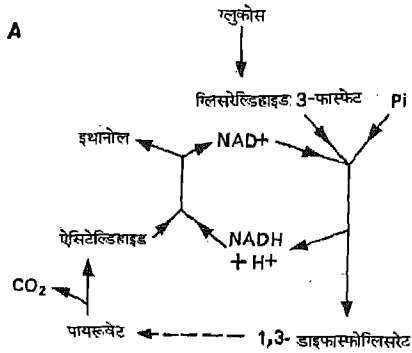 A
ग्लुकोस
ग्लिसरेल्डिहाइड 3-फास्फेट Pi
इथानोल NAD+
ऐसिटेल्डिहाइड NADH
+ H+
CO2
पायरूवेट 1,3- डाइफास्फोग्लिसरेट